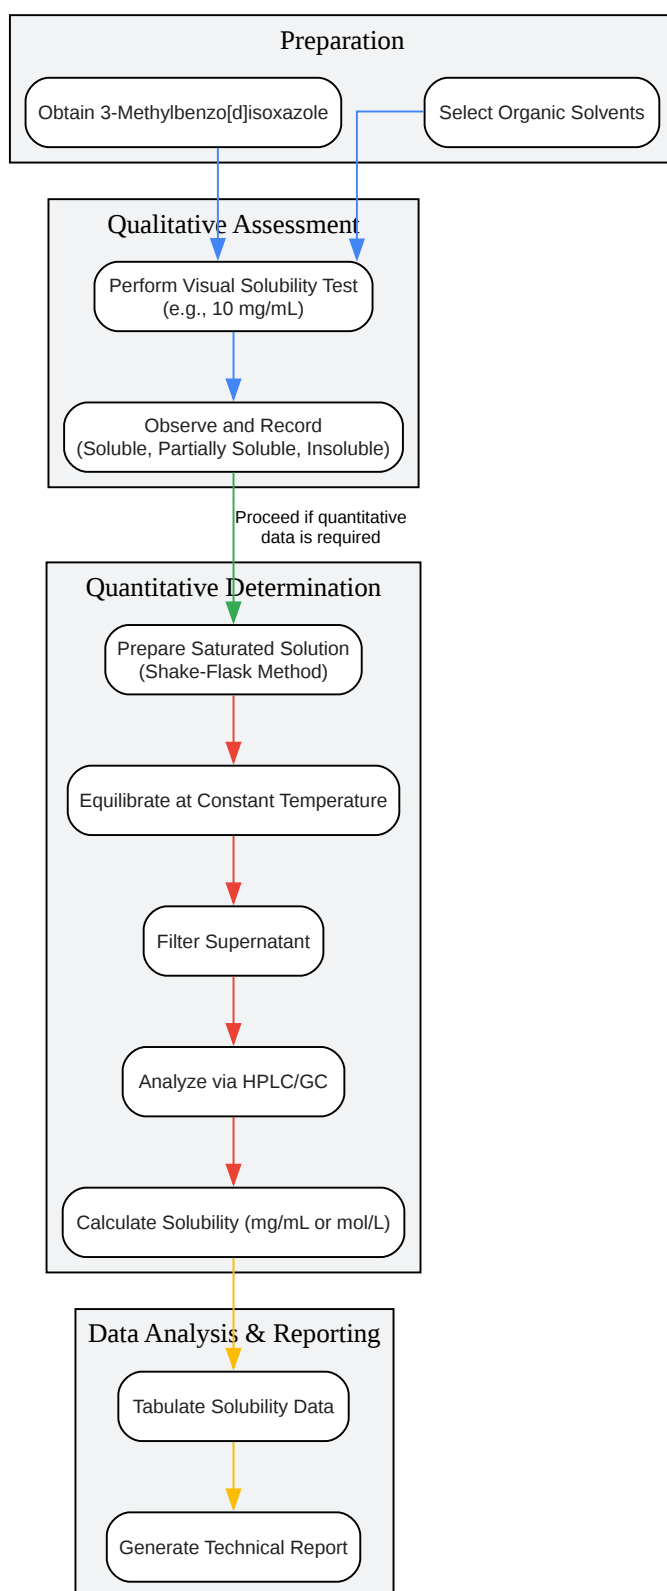 Preparation
Obtain 3-Methylbenzo[d]isoxazole
Select Organic Solvents
Qualitative Assessment
Perform Visual Solubility Test
(e.g., 10 mg/mL)
Observe and Record
(Soluble, Partially Soluble, Insoluble)
Proceed if quantitative
data is required
Quantitative Determination
Prepare Saturated Solution
(Shake-Flask Method)
Equilibrate at Constant Temperature
Filter Supernatant
Analyze via HPLC/GC
Calculate Solubility (mg/mL or mol/L)
Data Analysis & Reporting
Tabulate Solubility Data
Generate Technical Report